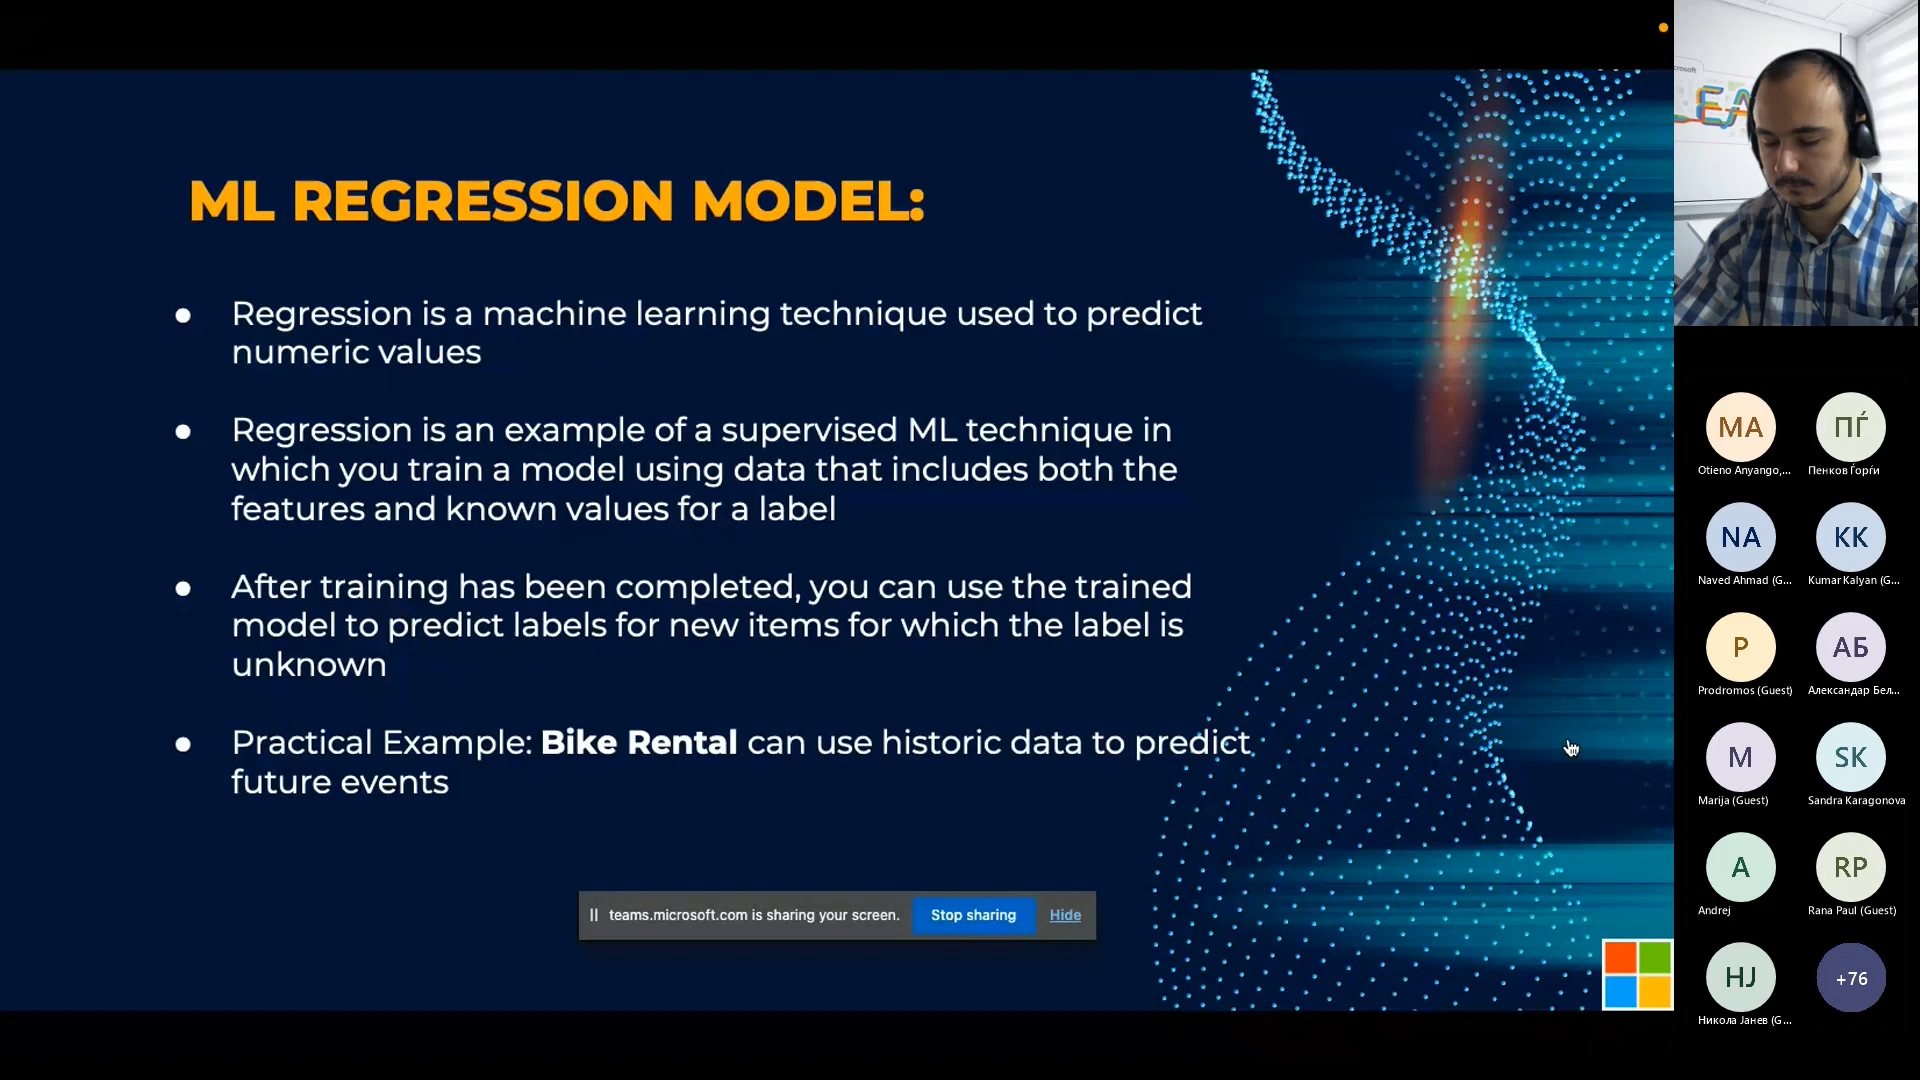 ML REGRESSION MODEL:
● Regression is a machine learning technique used to predict
numeric values
● Regression is an example of a supervised ML technique in
which you train a model using data that includes both the
features and known values for a label
● After training has been completed, you can use the trained
model to predict labels for new items for which the label is
unknown
● Practical Example: Bike Rental can use historic data to predict
future events
teams.microsoft.com is sharing your screen. Stop sharing Hide
MA ПЃ
Otieno Anyango,... Пенков Ѓорѓи
NA KK
Naved Ahmad (G... Kumar Kalyan (G...
P АБ
Prodromos (Guest) Александар Бел...
M SK
Marija (Guest) Sandra Karagonova
A RP
Andrej Rana Paul (Guest)
НЈ +76
Никола Јанев (G...